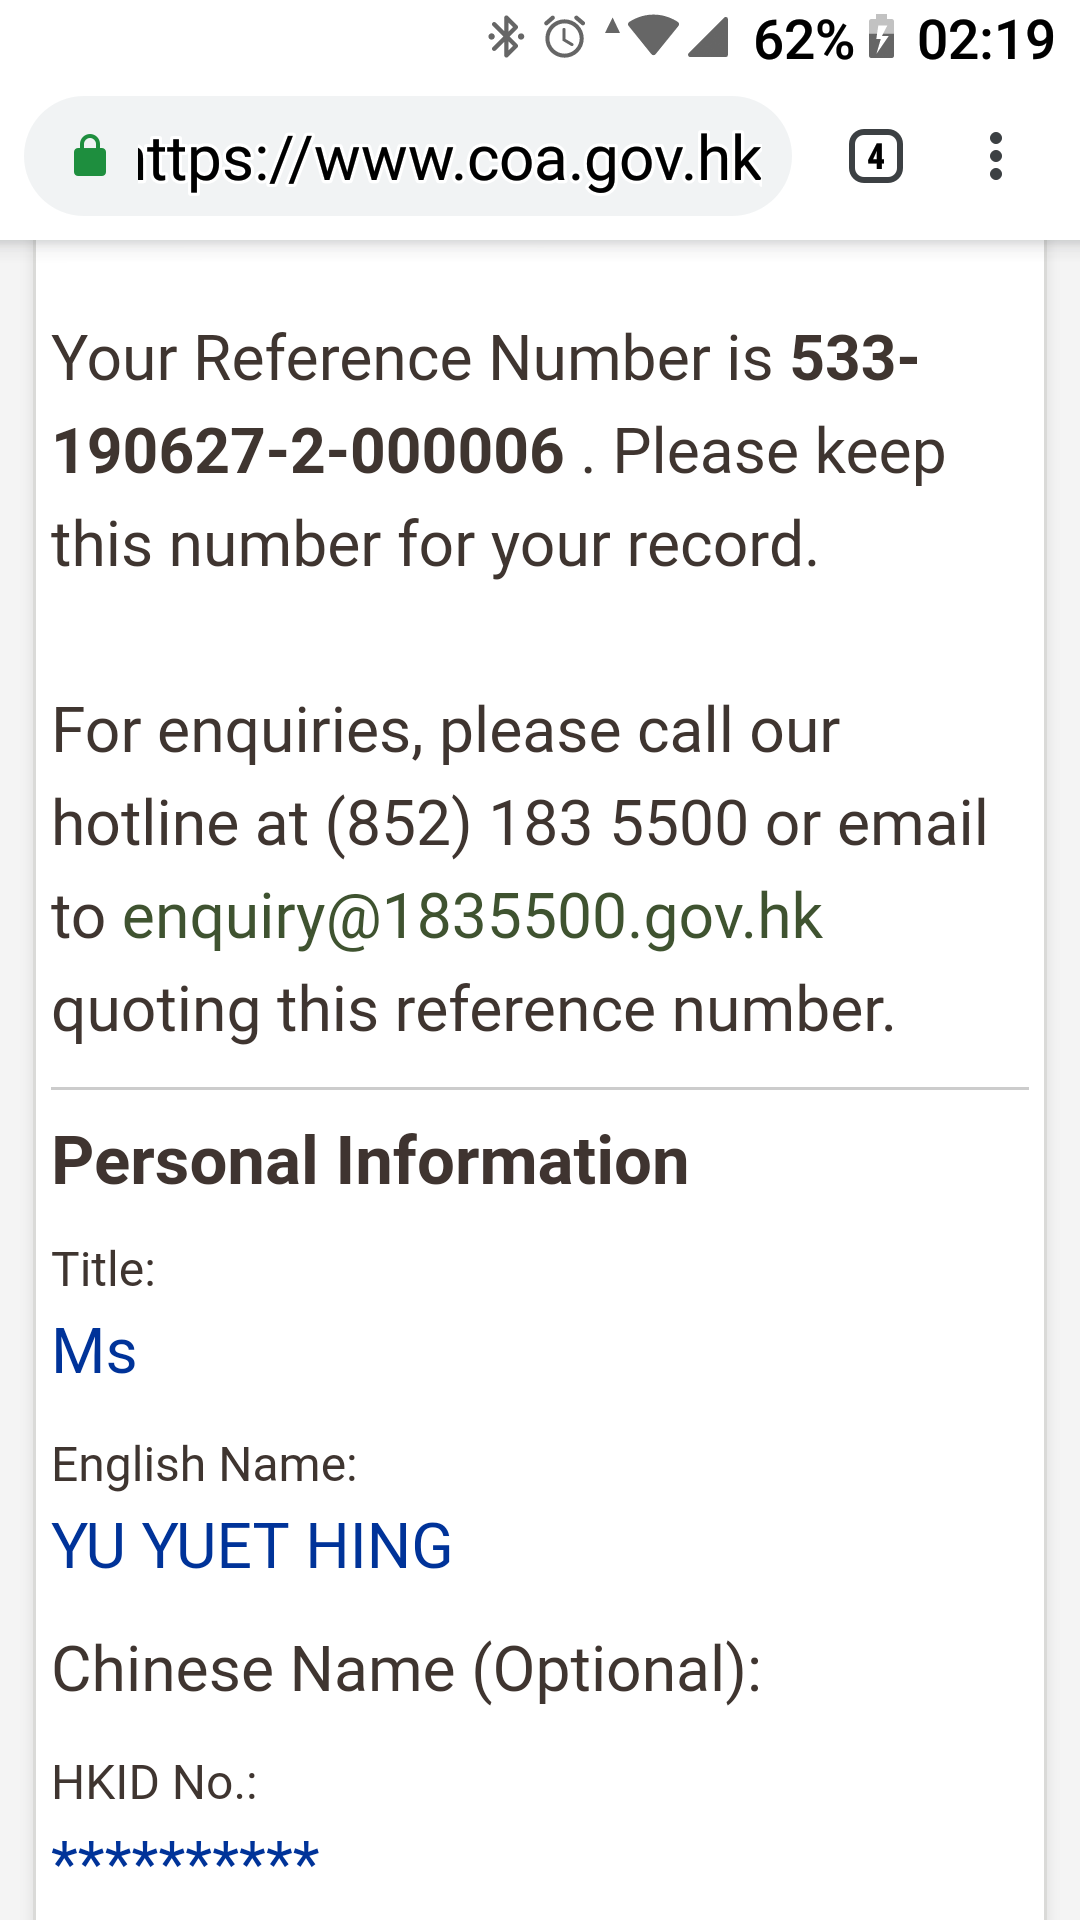 62% 02:19
ttps://www.coa.gov.hk
4
Your Reference Number is 533-
190627-2-000006 . Please keep
this number for your record.
For enquiries, please call our
hotline at (852) 183 5500 or email
to enquiry@1835500.gov.hk
quoting this reference number.
Personal Information
Title:
Ms
English Name:
YU YUET HING
Chinese Name (Optional):
HKID No.:
**********